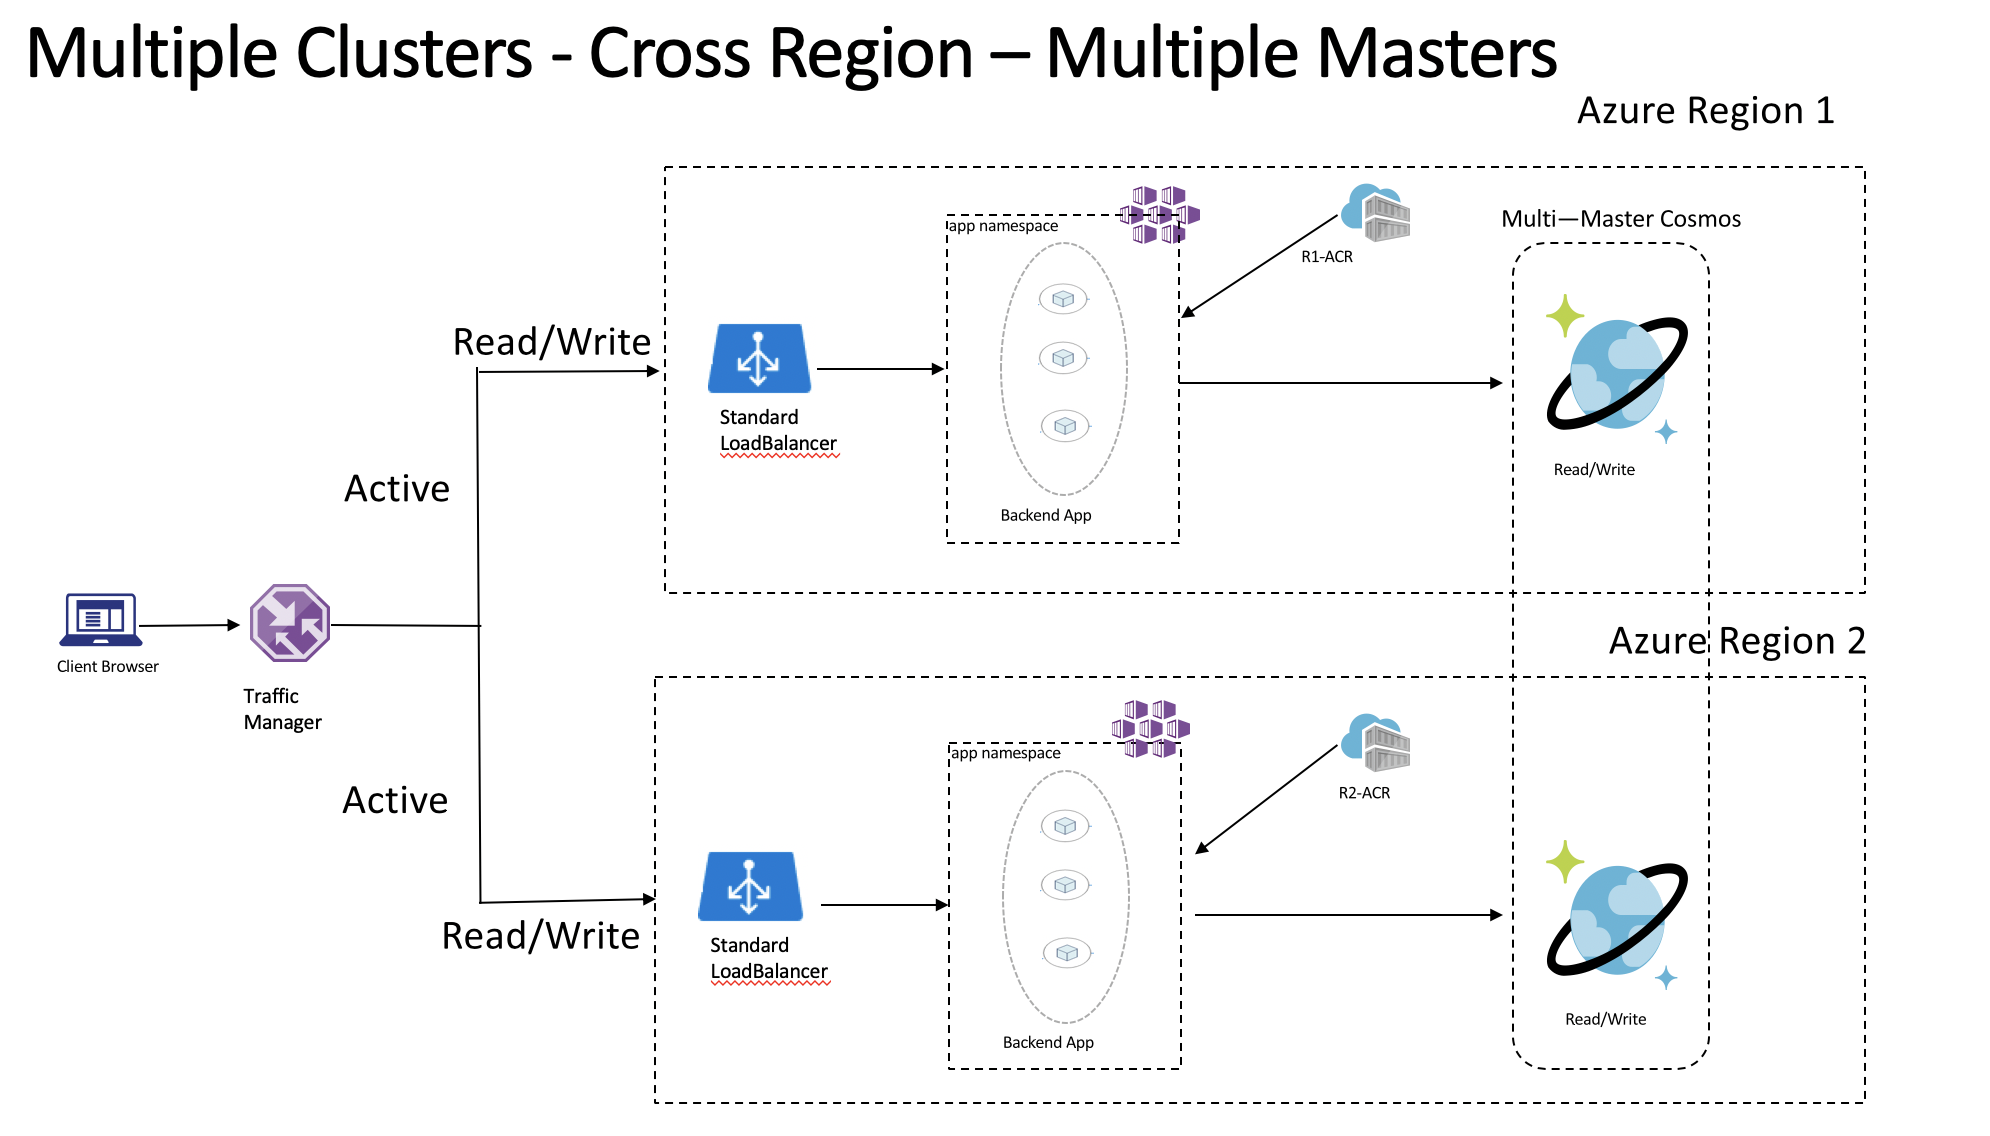 Multiple Clusters - Cross Region – Multiple Masters
Azure Region 1
app namespace
R1-ACR
Multi—Master Cosmos
Read/Write
Standard
LoadBalancer
Read/Write
Active
Backend App
Client Browser
Traffic
Manager
Azure Region 2
app namespace
R2-ACR
Active
Read/Write
Standard
LoadBalancer
Backend App
Read/Write